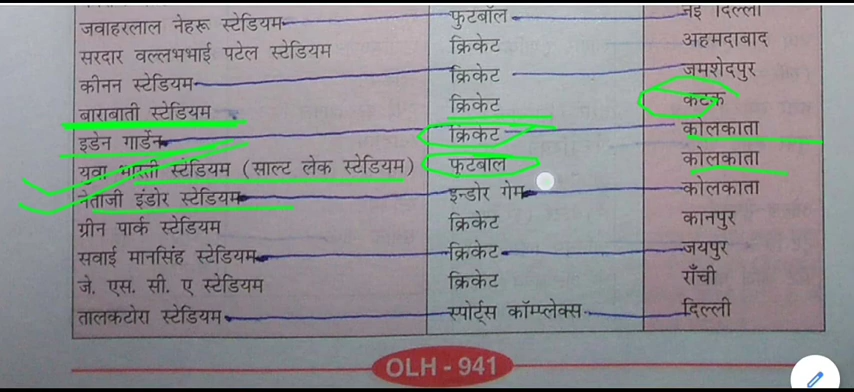 जवाहरलाल नेहरू स्टेडियम फुटबॉल नई दिल्ली
सरदार वल्लभभाई पटेल स्टेडियम क्रिकेट अहमदाबाद
कीनन स्टेडियम क्रिकेट जमशेदपुर
बाराबाती स्टेडियम क्रिकेट कटक
इडेन गार्डेन क्रिकेट कोलकाता
युवा भारती स्टेडियम (साल्ट लेक स्टेडियम) फुटबॉल कोलकाता
नेताजी इंडोर स्टेडियम इन्डोर गेम कोलकाता
ग्रीन पार्क स्टेडियम क्रिकेट कानपुर
सवाई मानसिंह स्टेडियम क्रिकेट जयपुर
जे. एस. सी. ए स्टेडियम क्रिकेट राँची
तालकटोरा स्टेडियम स्पोर्ट्स कॉम्प्लेक्स दिल्ली
OLH - 941